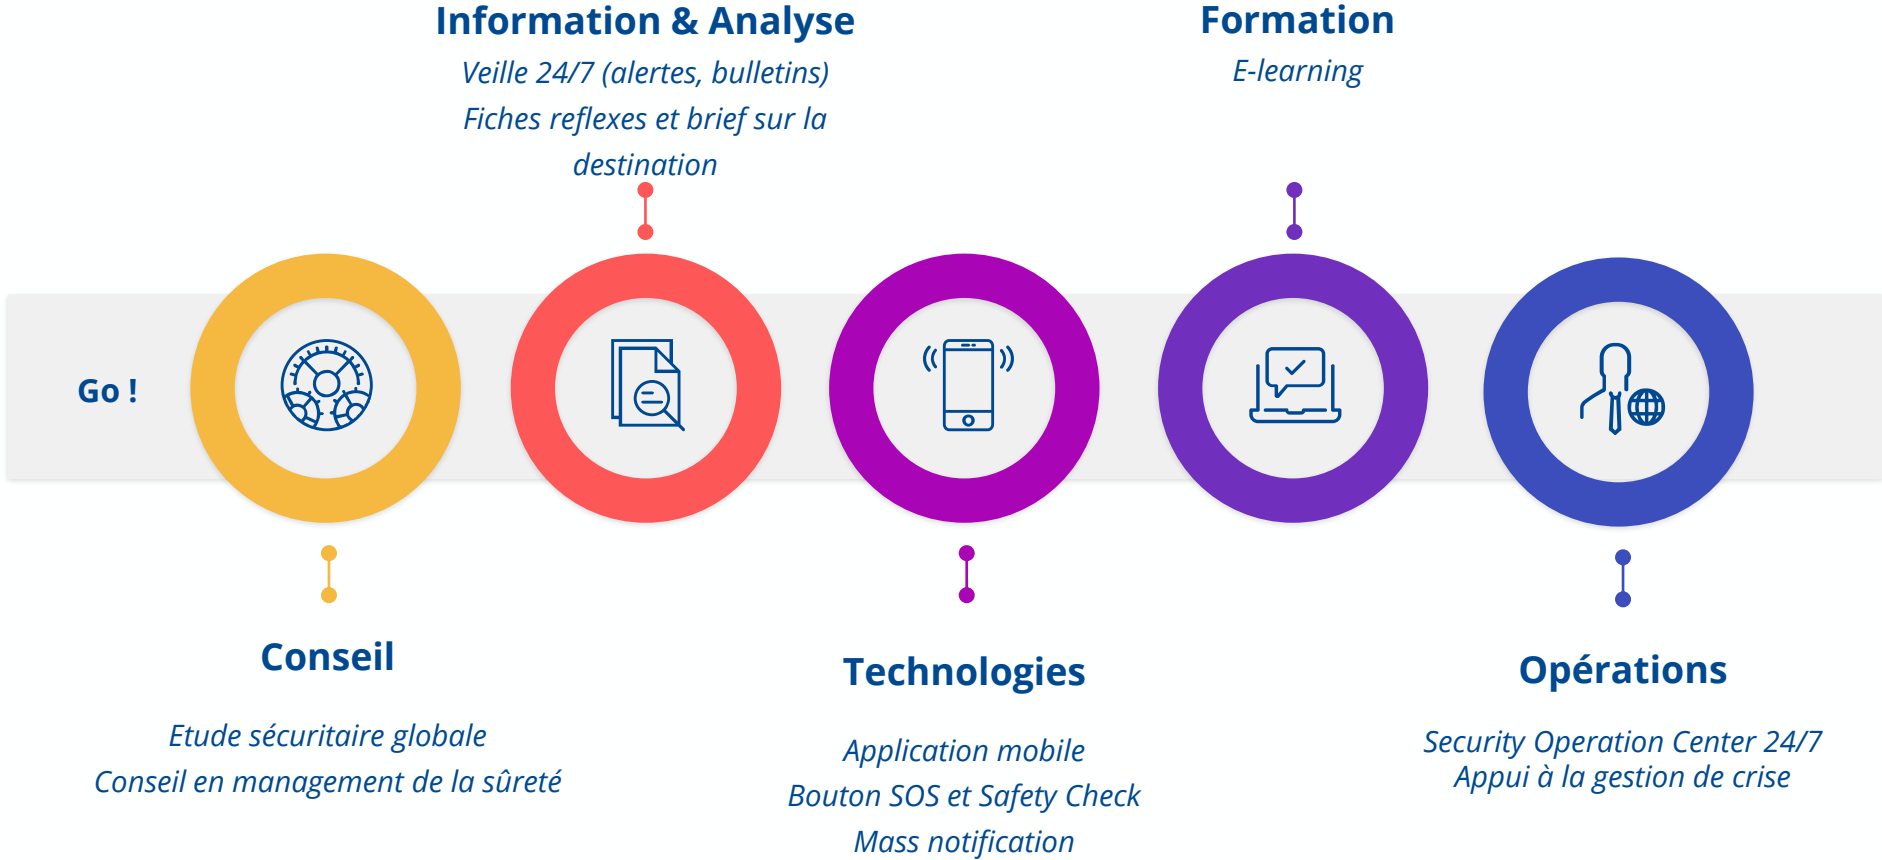 Information & Analyse
Veille 24/7 (alertes, bulletins)
Fiches reflexes et brief sur la
destination
Formation
E-learning
Go !
Conseil
Etude sécuritaire globale
Conseil en management de la sûreté
Technologies
Application mobile
Bouton SOS et Safety Check
Mass notification
Opérations
Security Operation Center 24/7
Appui à la gestion de crise